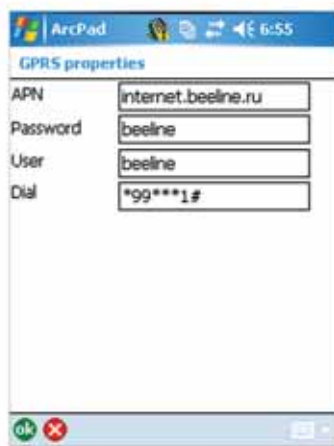 ArcPad 6:55
GPRS properties
APN internet.beeline.ru
Password beeline
User beeline
Dial *99***1#
ok